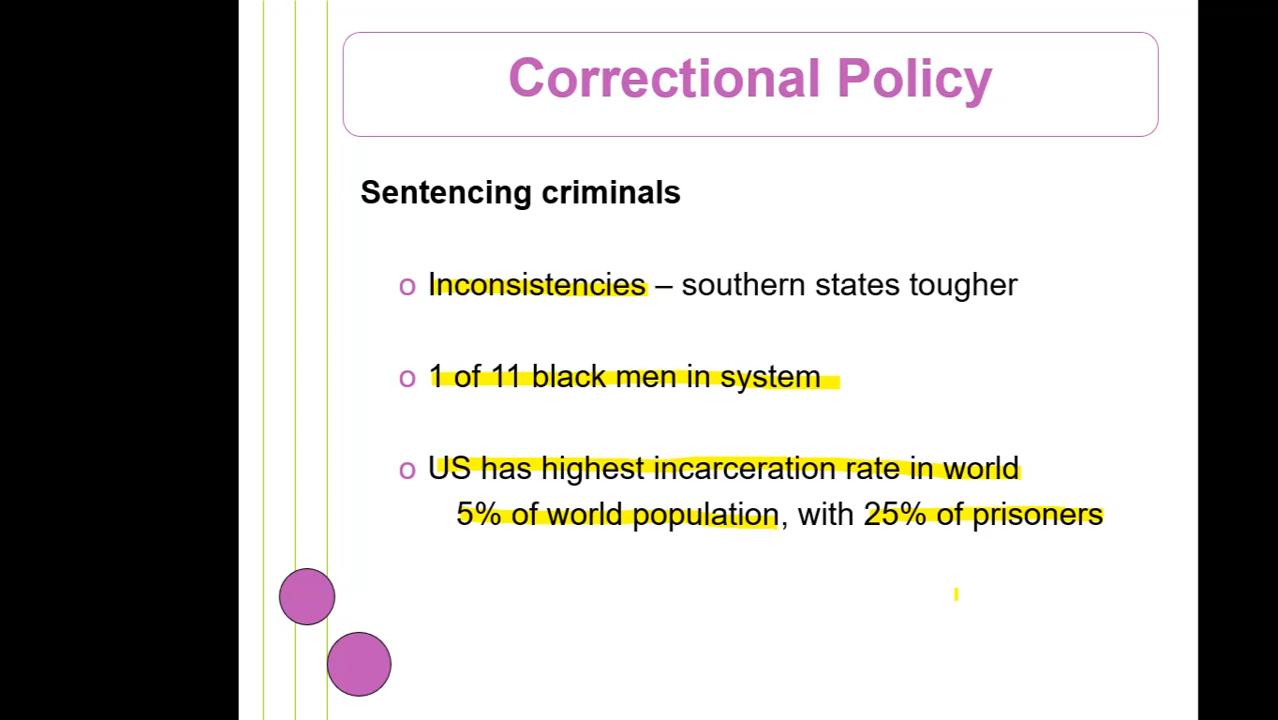 Correctional Policy
Sentencing criminals
o Inconsistencies – southern states tougher
o 1 of 11 black men in system
o US has highest incarceration rate in world
5% of world population, with 25% of prisoners